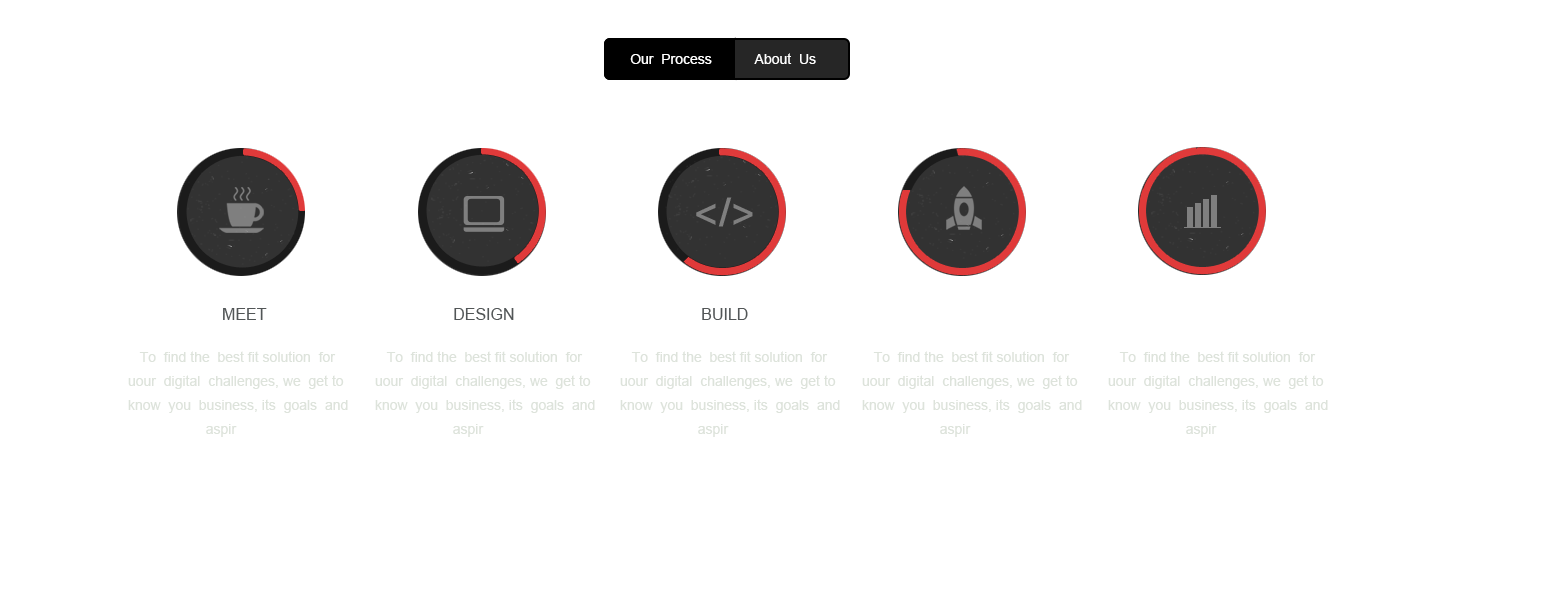 Our Process About Us
MEET
DESIGN
BUILD
To find the best fit solution for
uour digital challenges, we get to
know you business, its goals and
aspir
To find the best fit solution for
uour digital challenges, we get to
know you business, its goals and
aspir
To find the best fit solution for
uour digital challenges, we get to
know you business, its goals and
aspir
To find the best fit solution for
uour digital challenges, we get to
know you business, its goals and
aspir
To find the best fit solution for
uour digital challenges, we get to
know you business, its goals and
aspir